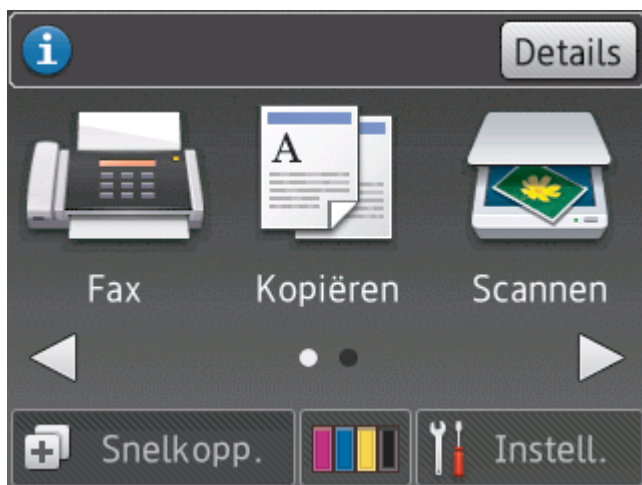 Details
Fax
Kopiëren
Scannen
Snelkopp.
Instell.